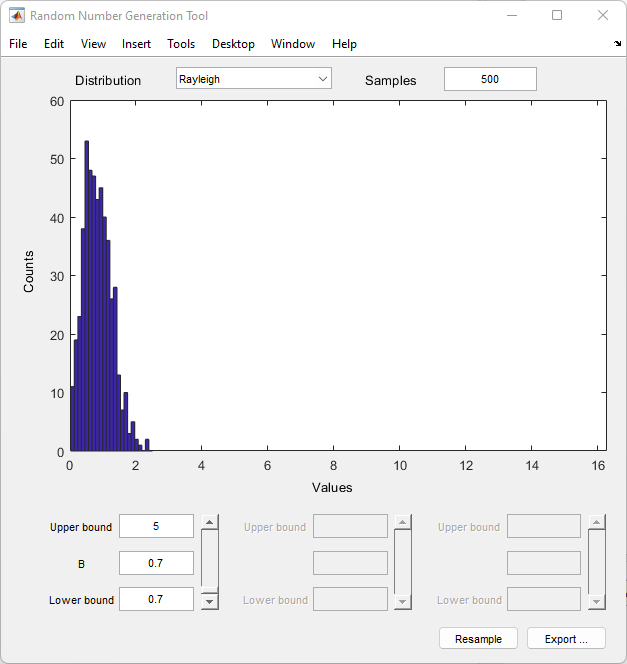 Random Number Generation Tool
File Edit View Insert Tools Desktop Window Help
Distribution Rayleigh Samples 500
60
50
40
30
20
10
0
Counts
0 2 4 6 8 10 12 14 16
Values
Upper bound 5 Upper bound Upper bound
B 0.7
Lower bound 0.7 Lower bound Lower bound
Resample Export ...